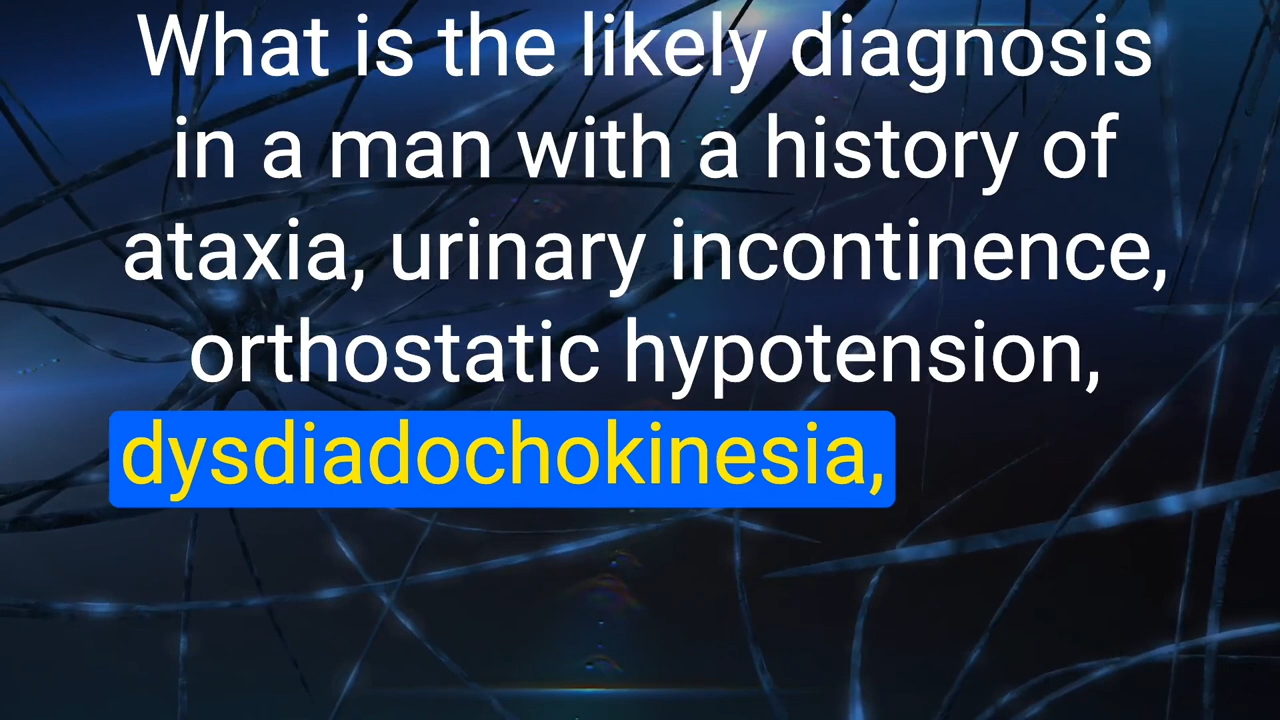 What is the likely diagnosis
in a man with a history of
ataxia, urinary incontinence,
orthostatic hypotension,
dysdiadochokinesia,